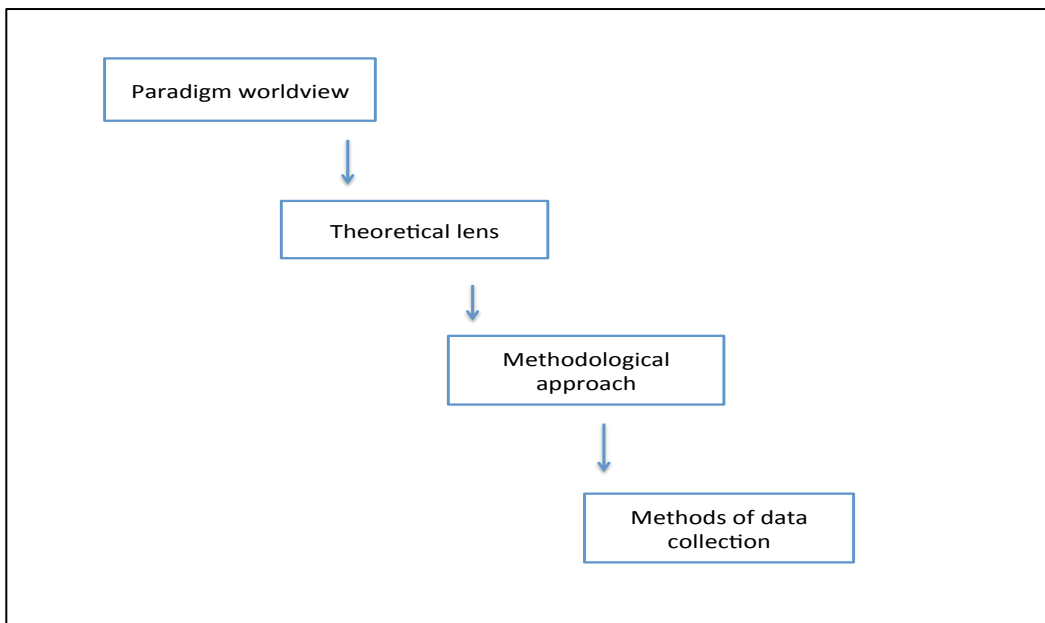 Paradigm worldview
Theoretical lens
Methodological
approach
Methods of data
collection